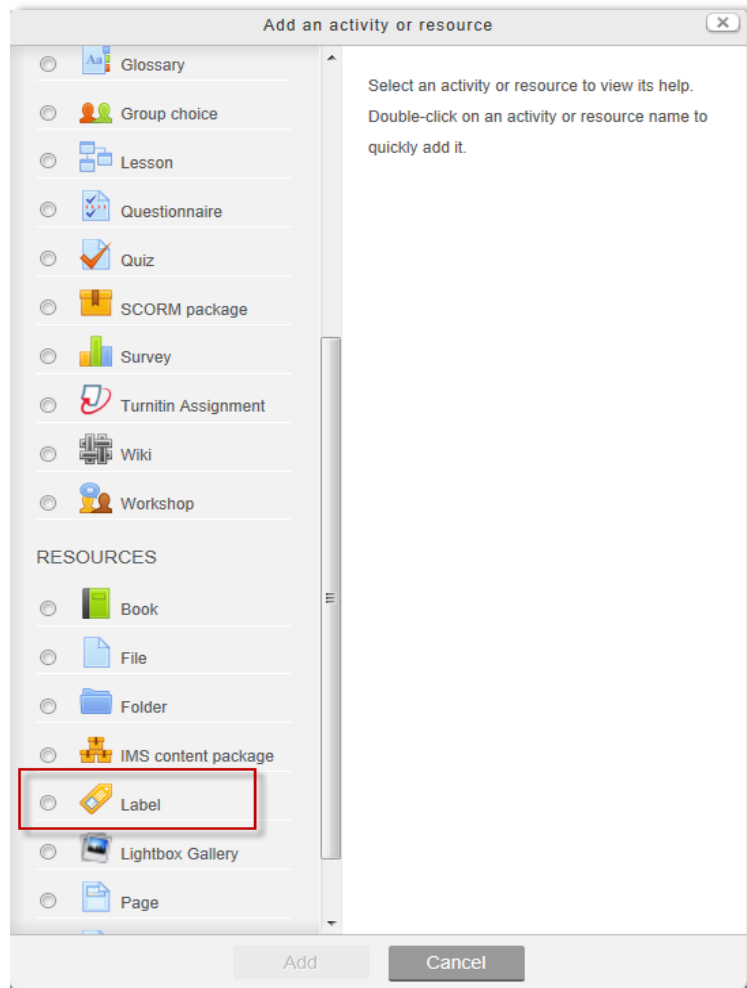 Add an activity or resource
Glossary
Group choice
Lesson
Questionnaire
Quiz
SCORM package
Survey
Turnitin Assignment
Wiki
Workshop
RESOURCES
Book
File
Folder
IMS content package
Label
Lightbox Gallery
Page
Select an activity or resource to view its help.
Double-click on an activity or resource name to
quickly add it.
Add
Cancel